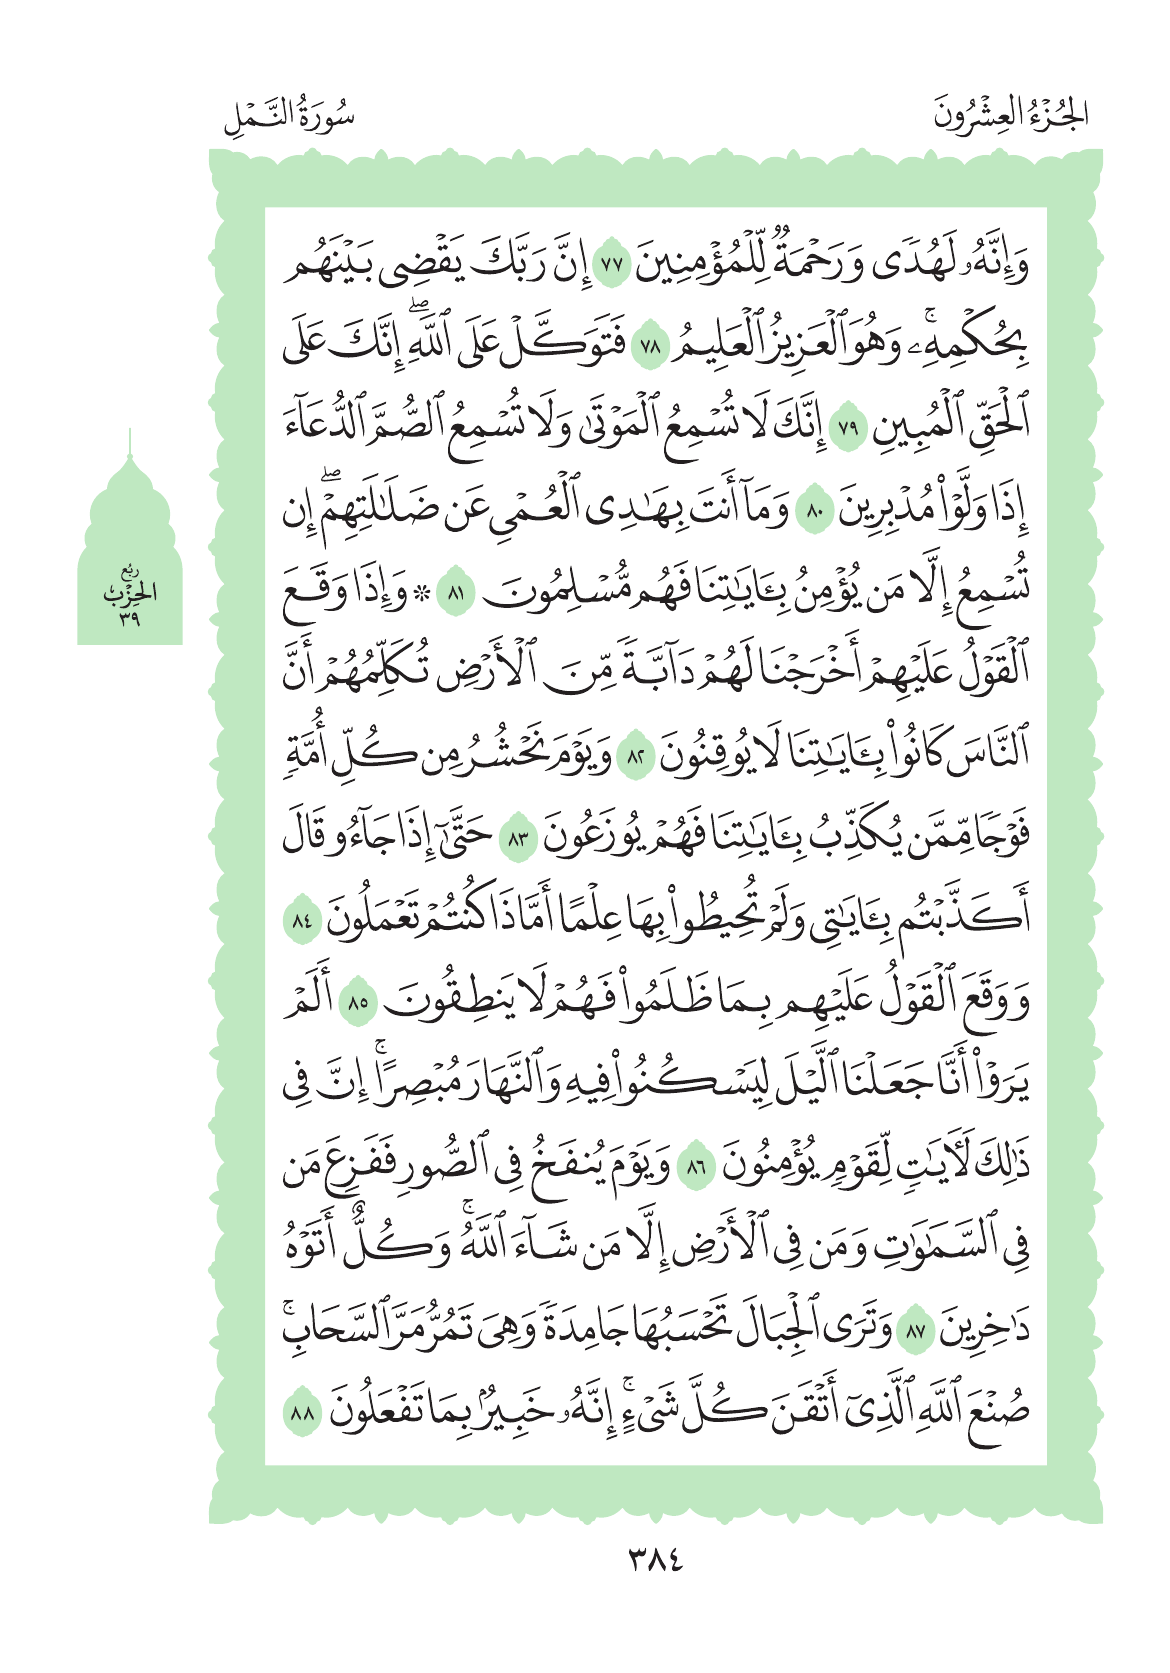 الجُزْءُ العِشْرُونَ
سُورَةُ النَّمْلِ
وَإِنَّهُۥ لَهُدًى وَرَحْمَةٌ لِّلْمُؤْمِنِينَ ٧٧ إِنَّ رَبَّكَ يَقْضِى بَيْنَهُم
بِحُكْمِهِۦۚ وَهُوَ ٱلْعَزِيزُ ٱلْعَلِيمُ ٧٨ فَتَوَكَّلْ عَلَى ٱللَّهِۖ إِنَّكَ عَلَى
ٱلْحَقِّ ٱلْمُبِينِ ٧٩ إِنَّكَ لَا تُسْمِعُ ٱلْمَوْتَىٰ وَلَا تُسْمِعُ ٱلصُّمَّ ٱلدُّعَآءَ
إِذَا وَلَّوْا۟ مُدْبِرِينَ ٨٠ وَمَآ أَنتَ بِهَٰدِى ٱلْعُمْىِ عَن ضَلَٰلَتِهِمْۖ إِن
تُسْمِعُ إِلَّا مَن يُؤْمِنُ بِـَٔايَٰتِنَا فَهُم مُّسْلِمُونَ ٨١ ۞ وَإِذَا وَقَعَ
ٱلْقَوْلُ عَلَيْهِمْ أَخْرَجْنَا لَهُمْ دَآبَّةً مِّنَ ٱلْأَرْضِ تُكَلِّمُهُمْ أَنَّ
ٱلنَّاسَ كَانُوا۟ بِـَٔايَٰتِنَا لَا يُوقِنُونَ ٨٢ وَيَوْمَ نَحْشُرُ مِن كُلِّ أُمَّةٍ
فَوْجًا مِّمَّن يُكَذِّبُ بِـَٔايَٰتِنَا فَهُمْ يُوزَعُونَ ٨٣ حَتَّىٰٓ إِذَا جَآءُو قَالَ
أَكَذَّبْتُم بِـَٔايَٰتِى وَلَمْ تُحِيطُوا۟ بِهَا عِلْمًا أَمَّاذَا كُنتُمْ تَعْمَلُونَ ٨٤
وَوَقَعَ ٱلْقَوْلُ عَلَيْهِم بِمَا ظَلَمُوا۟ فَهُمْ لَا يَنطِقُونَ ٨٥ أَلَمْ
يَرَوْا۟ أَنَّا جَعَلْنَا ٱلَّيْلَ لِيَسْكُنُوا۟ فِيهِ وَٱلنَّهَارَ مُبْصِرًاۚ إِنَّ فِى
ذَٰلِكَ لَـَٔايَٰتٍ لِّقَوْمٍ يُؤْمِنُونَ ٨٦ وَيَوْمَ يُنفَخُ فِى ٱلصُّورِ فَفَزِعَ مَن
فِى ٱلسَّمَٰوَٰتِ وَمَن فِى ٱلْأَرْضِ إِلَّا مَن شَآءَ ٱللَّهُۚ وَكُلٌّ أَتَوْهُ
دَٰخِرِينَ ٨٧ وَتَرَى ٱلْجِبَالَ تَحْسَبُهَا جَامِدَةً وَهِىَ تَمُرُّ مَرَّ ٱلسَّحَابِۚ
صُنْعَ ٱللَّهِ ٱلَّذِىٓ أَتْقَنَ كُلَّ شَىْءٍۚ إِنَّهُۥ خَبِيرٌۢ بِمَا تَفْعَلُونَ ٨٨
ربع
الحِزْبُ
٣٩
٣٨٤